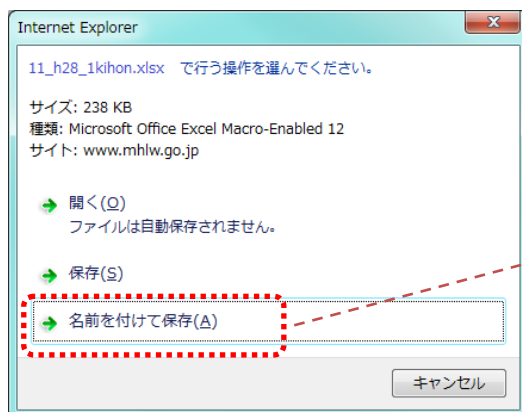 Internet Explorer
x
11_h28_1kihon.xlsx で行う操作を選んでください。
サイズ: 238 KB
種類: Microsoft Office Excel Macro-Enabled 12
サイト: www.mhlw.go.jp
開く(O)
ファイルは自動保存されません。
保存(S)
名前を付けて保存(A)
キャンセル